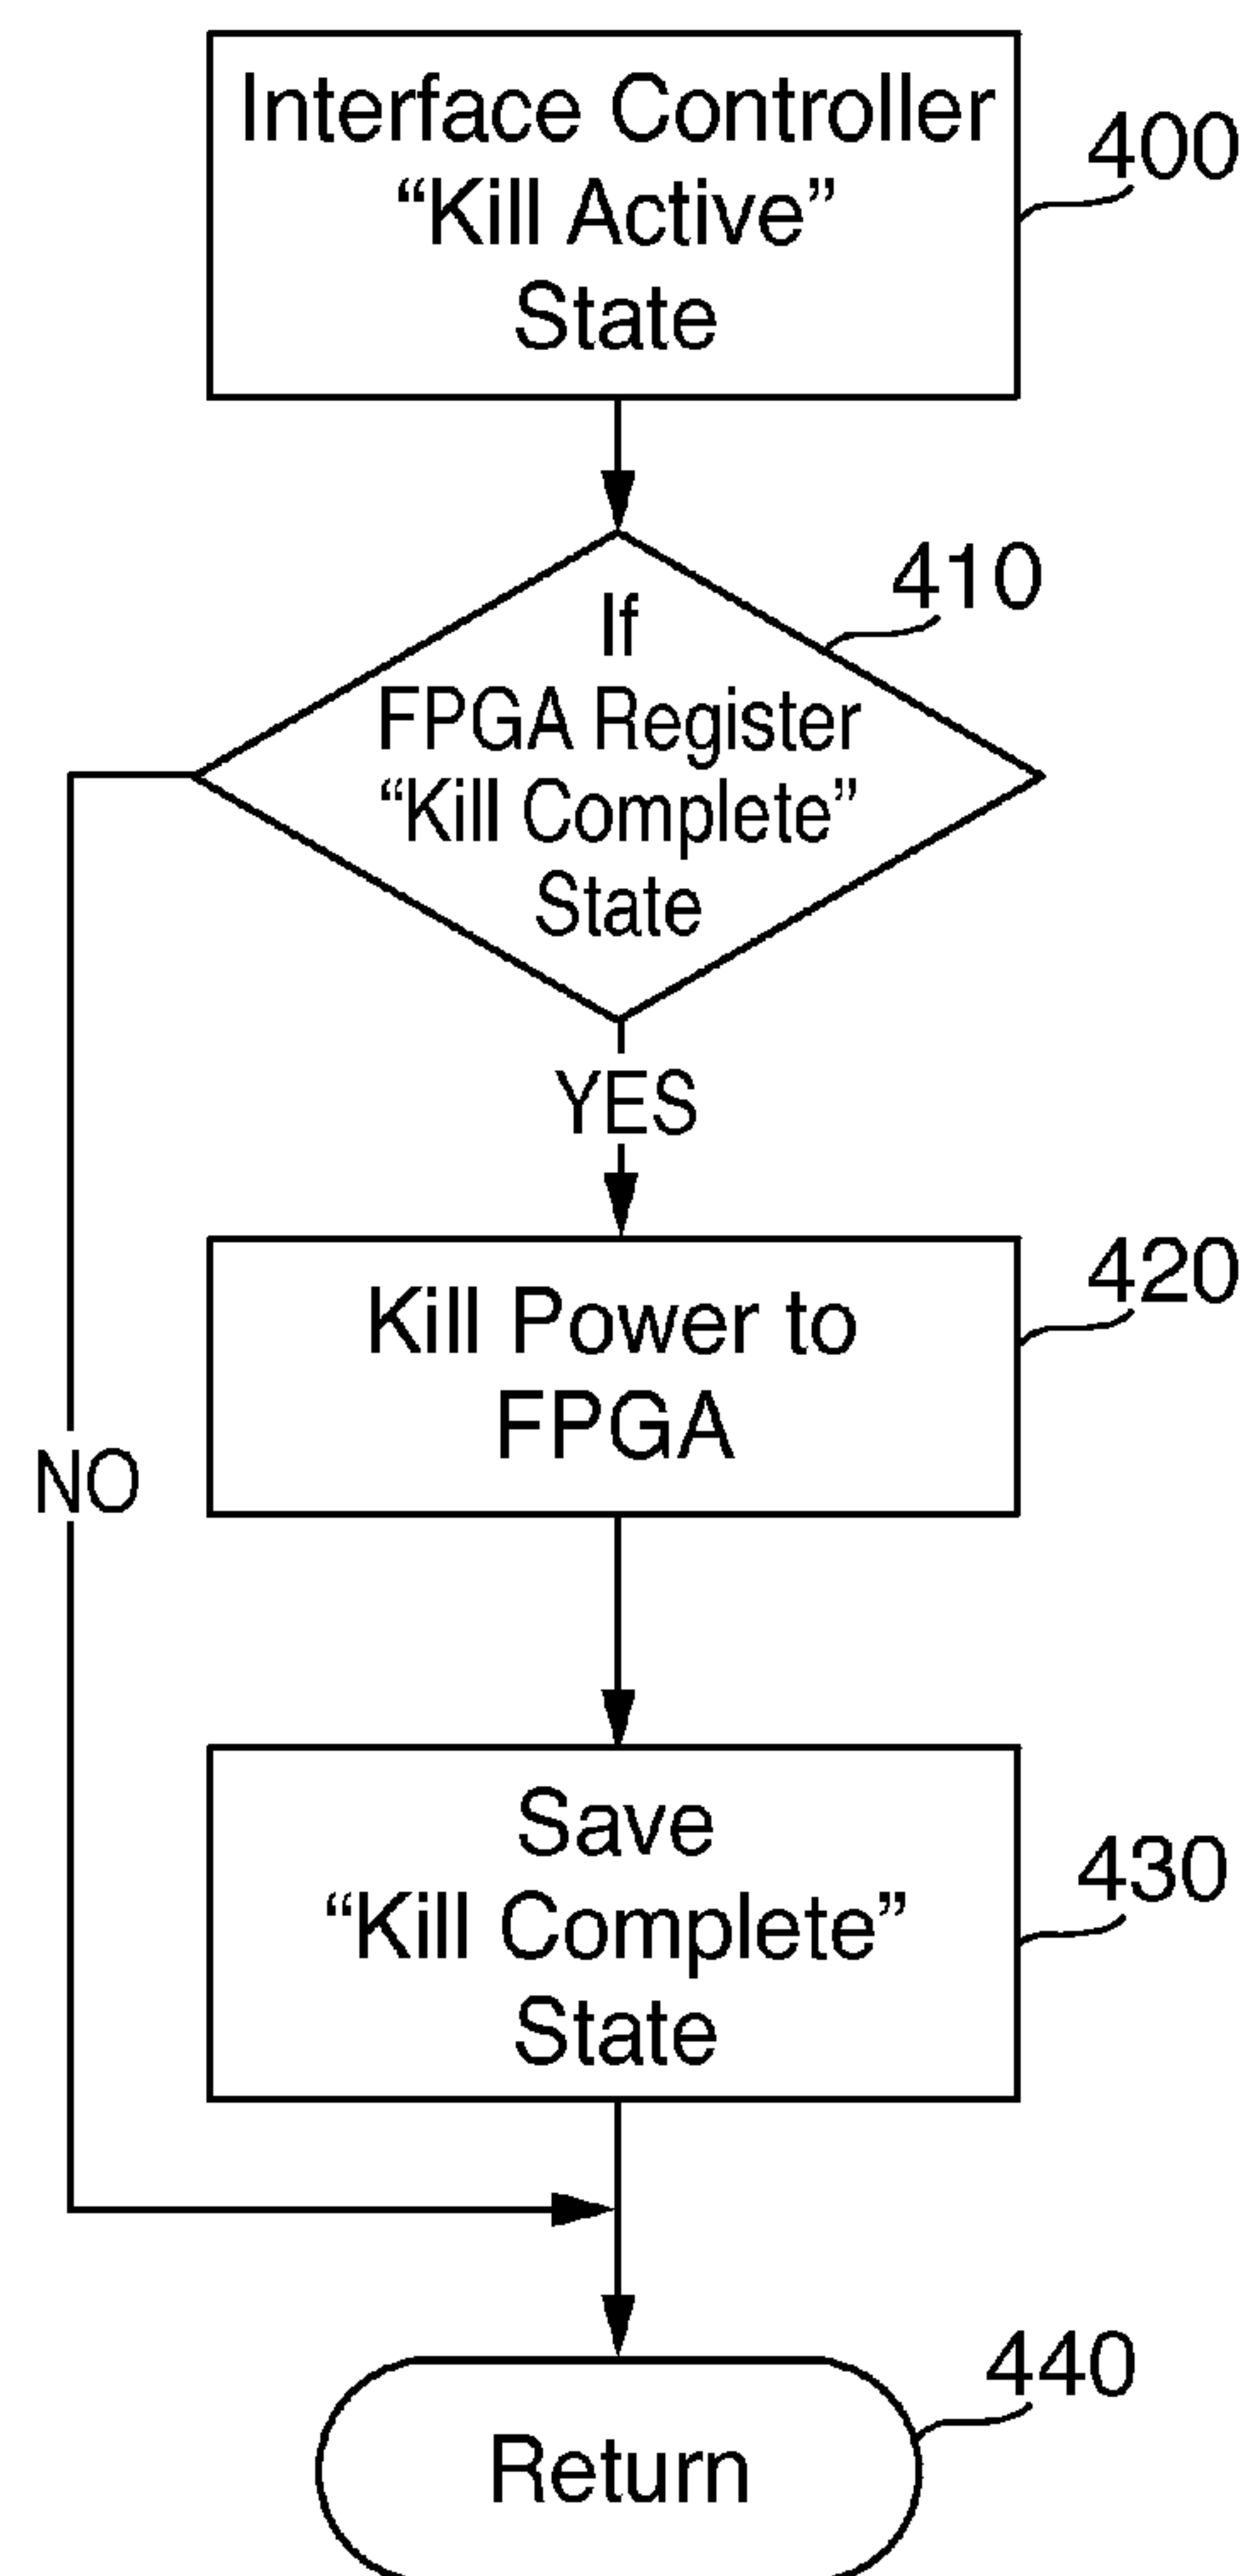 Interface Controller
“Kill Active”
State
400
If
FPGA Register
“Kill Complete”
State
410
YES
Kill Power to
FPGA
420
NO
Save
“Kill Complete”
State
430
Return
440